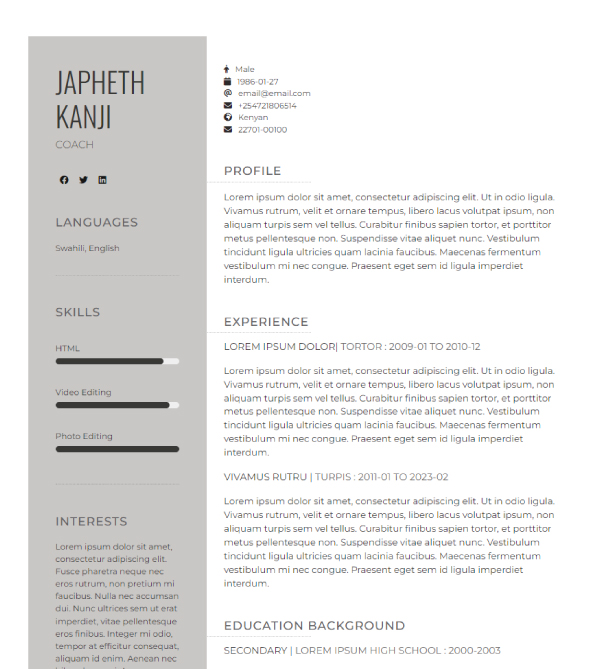 JAPHETH
KANJI
COACH
LANGUAGES
Swahili, English
SKILLS
HTML
Video Editing
Photo Editing
INTERESTS
Lorem ipsum dolor sit amet,
consectetur adipiscing elit.
Fusce pharetra neque nec
eros rutrum, non pretium mi
faucibus. Nulla nec accumsan
dui. Nunc ultrices sem ut erat
imperdiet, vitae pellentesque
eros finibus. Integer mi odio,
tempor at efficitur consequat,
aliquam id enim. Aenean nec
Male
1986-01-27
email@email.com
+254721806514
Kenyan
22701-00100
PROFILE
Lorem ipsum dolor sit amet, consectetur adipiscing elit. Ut in odio ligula.
Vivamus rutrum, velit et ornare tempus, libero lacus volutpat ipsum, non
aliquam turpis sem vel tellus. Curabitur finibus sapien tortor, et porttitor
metus pellentesque non. Suspendisse vitae aliquet nunc. Vestibulum
tincidunt ligula ultricies quam lacinia faucibus. Maecenas fermentum
vestibulum mi nec congue. Praesent eget sem id ligula imperdiet
interdum.
EXPERIENCE
LOREM IPSUM DOLOR| TORTOR : 2009-01 TO 2010-12
Lorem ipsum dolor sit amet, consectetur adipiscing elit. Ut in odio ligula.
Vivamus rutrum, velit et ornare tempus, libero lacus volutpat ipsum, non
aliquam turpis sem vel tellus. Curabitur finibus sapien tortor, et porttitor
metus pellentesque non. Suspendisse vitae aliquet nunc. Vestibulum
tincidunt ligula ultricies quam lacinia faucibus. Maecenas fermentum
vestibulum mi nec congue. Praesent eget sem id ligula imperdiet
interdum.
VIVAMUS RUTRU | TURPIS : 2011-01 TO 2023-02
Lorem ipsum dolor sit amet, consectetur adipiscing elit. Ut in odio ligula.
Vivamus rutrum, velit et ornare tempus, libero lacus volutpat ipsum, non
aliquam turpis sem vel tellus. Curabitur finibus sapien tortor, et porttitor
metus pellentesque non. Suspendisse vitae aliquet nunc. Vestibulum
tincidunt ligula ultricies quam lacinia faucibus. Maecenas fermentum
vestibulum mi nec congue. Praesent eget sem id ligula imperdiet
interdum.
EDUCATION BACKGROUND
SECONDARY | LOREM IPSUM HIGH SCHOOL : 2000-2003